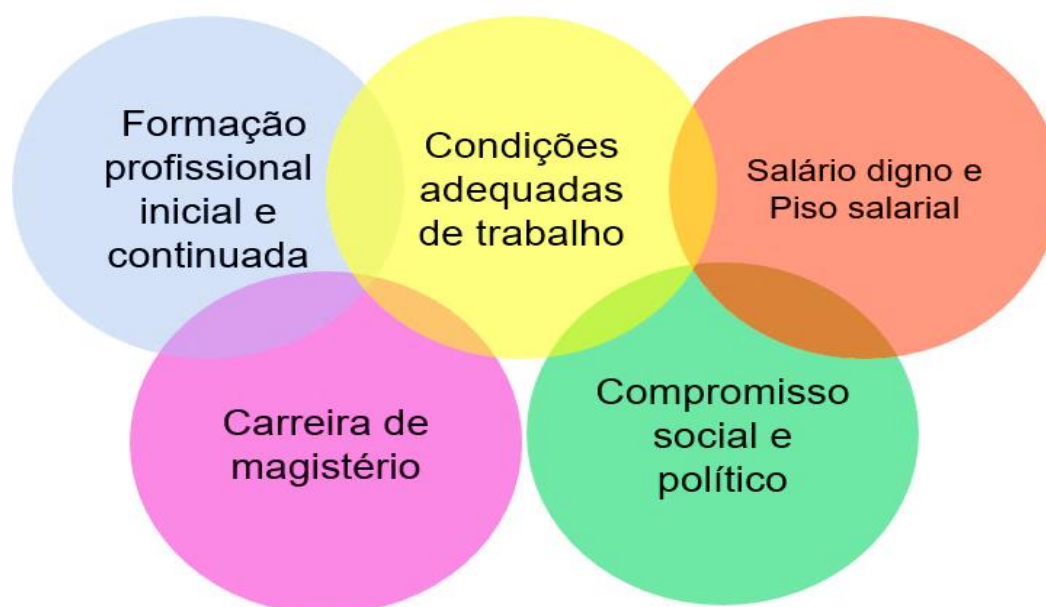 Formação
profissional
inicial e
continuada
Condições
adequadas
de trabalho
Salário digno e
Piso salarial
Carreira de
magistério
Compromisso
social e
político